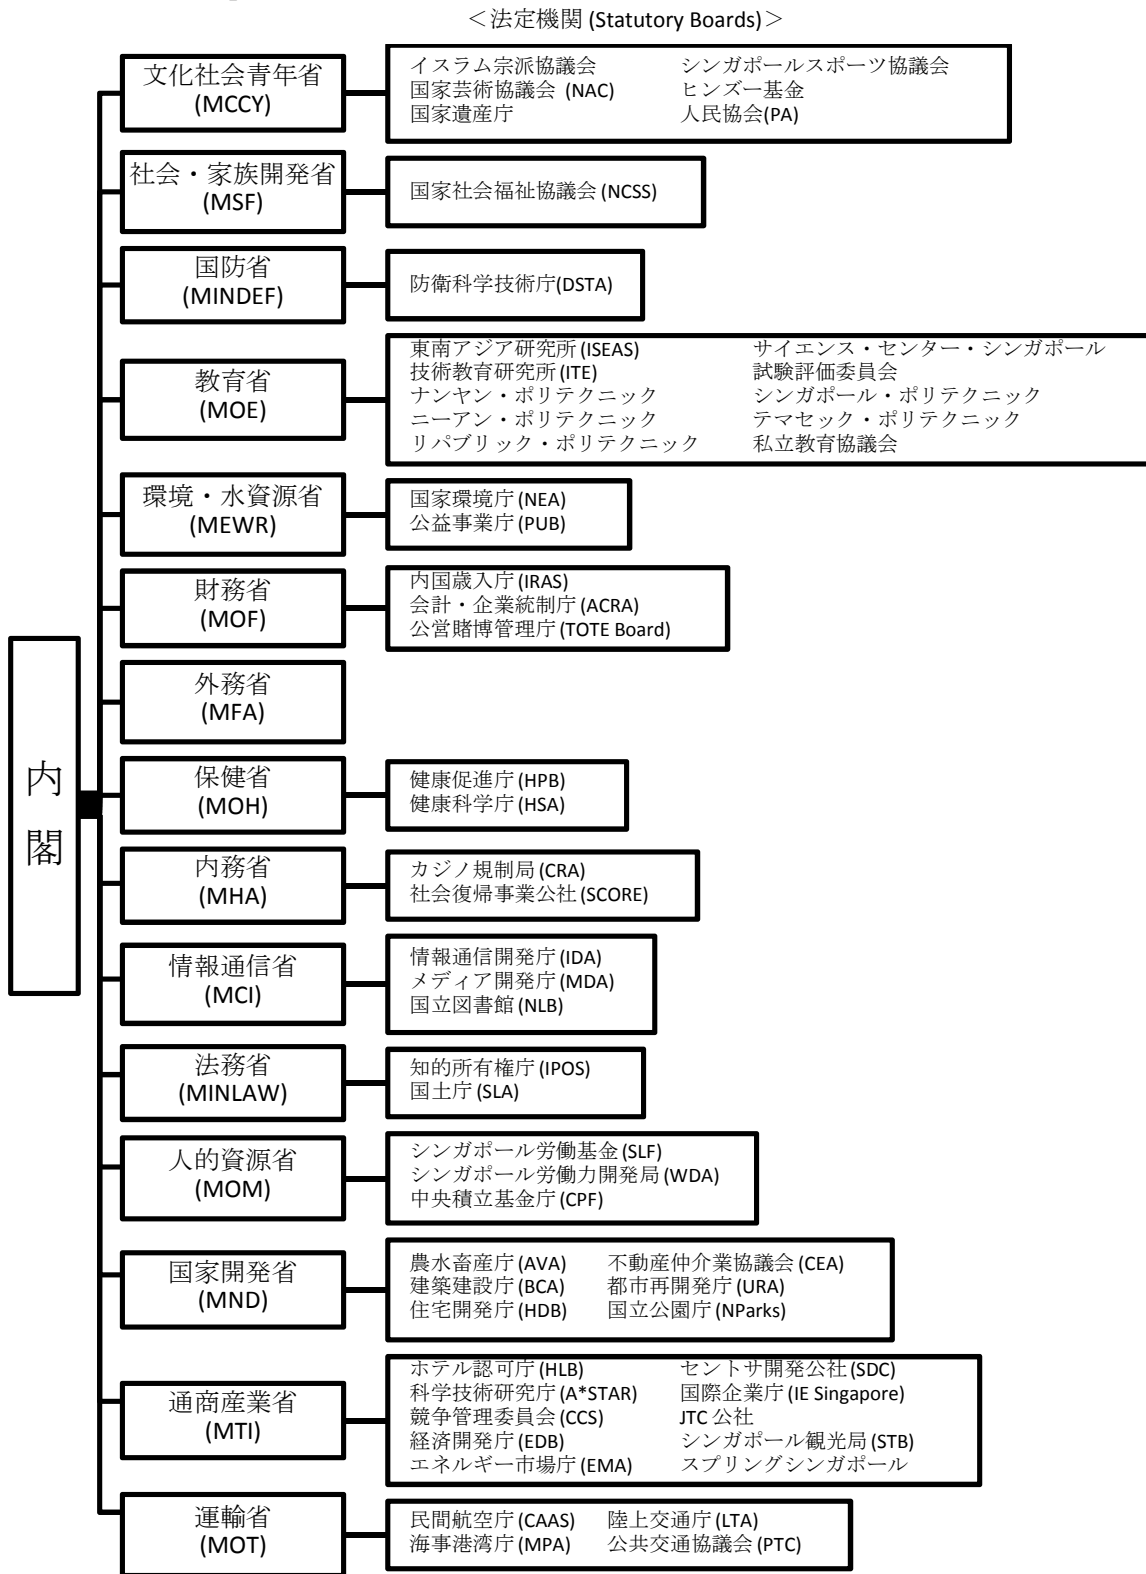 ＜法定機関 (Statutory Boards)＞
文化社会青年省
(MCCY)
イスラム宗派協議会 シンガポールスポーツ協議会
国家芸術協議会 (NAC) ヒンズー基金
国家遺産庁 人民協会(PA)
社会・家族開発省
(MSF)
国家社会福祉協議会 (NCSS)
国防省
(MINDEF)
防衛科学技術庁(DSTA)
教育省
(MOE)
東南アジア研究所 (ISEAS) サイエンス・センター・シンガポール
技術教育研究所 (ITE) 試験評価委員会
ナンヤン・ポリテクニック シンガポール・ポリテクニック
ニーアン・ポリテクニック テマセック・ポリテクニック
リパブリック・ポリテクニック 私立教育協議会
環境・水資源省
(MEWR)
国家環境庁 (NEA)
公益事業庁 (PUB)
財務省
(MOF)
内国歳入庁 (IRAS)
会計・企業統制庁 (ACRA)
公営賭博管理庁 (TOTE Board)
外務省
(MFA)
内閣
保健省
(MOH)
健康促進庁 (HPB)
健康科学庁 (HSA)
内務省
(MHA)
カジノ規制局 (CRA)
社会復帰事業公社 (SCORE)
情報通信省
(MCI)
情報通信開発庁 (IDA)
メディア開発庁 (MDA)
国立図書館 (NLB)
法務省
(MINLAW)
知的所有権庁 (IPOS)
国土庁 (SLA)
人的資源省
(MOM)
シンガポール労働基金 (SLF)
シンガポール労働力開発局 (WDA)
中央積立基金庁 (CPF)
国家開発省
(MND)
農水畜産庁 (AVA) 不動産仲介業協議会 (CEA)
建築建設庁 (BCA) 都市再開発庁 (URA)
住宅開発庁 (HDB) 国立公園庁 (NParks)
通商産業省
(MTI)
ホテル認可庁 (HLB) セントサ開発公社 (SDC)
科学技術研究庁 (A*STAR) 国際企業庁 (IE Singapore)
競争管理委員会 (CCS) JTC 公社
経済開発庁 (EDB) シンガポール観光局 (STB)
エネルギー市場庁 (EMA) スプリングシンガポール
運輸省
(MOT)
民間航空庁 (CAAS) 陸上交通庁 (LTA)
海事港湾庁 (MPA) 公共交通協議会 (PTC)